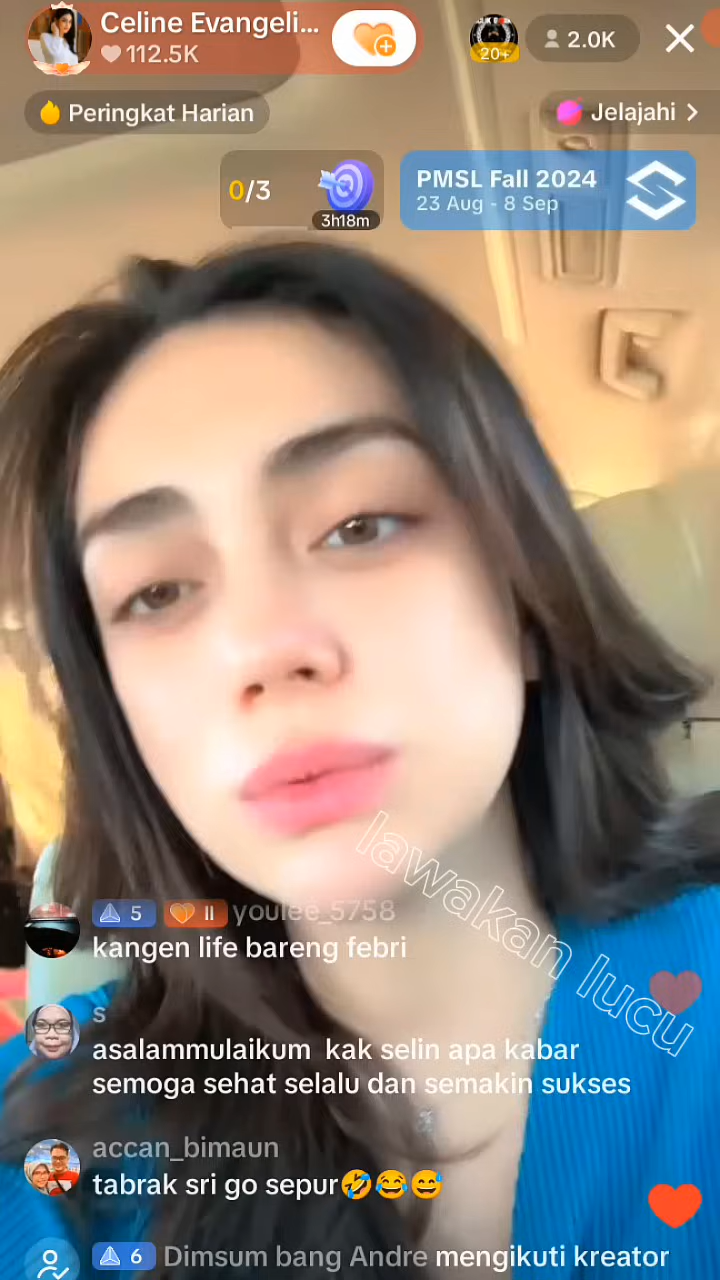 Celine Evangeli...
112.5K
20+
2.0K
Peringkat Harian
Jelajahi
0/3
3h18m
PMSL Fall 2024
23 Aug - 8 Sep
lawakan lucu
5 II youlee_5758
kangen life bareng febri
s
asalammulaikum kak selin apa kabar
semoga sehat selalu dan semakin sukses
accan_bimaun
tabrak sri go sepur🤣😂😅
6 Dimsum bang Andre mengikuti kreator